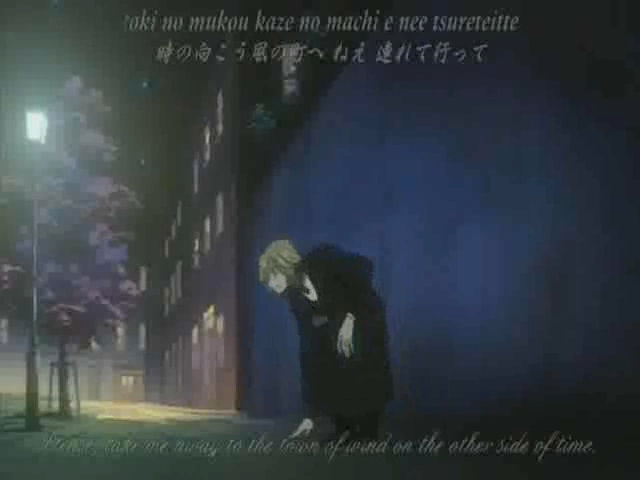 toki no mukou kaze no machi e nee tsureteitte
時の向こう風の町へ ねえ 連れて行って
Please, take me away to the town of wind on the other side of time.